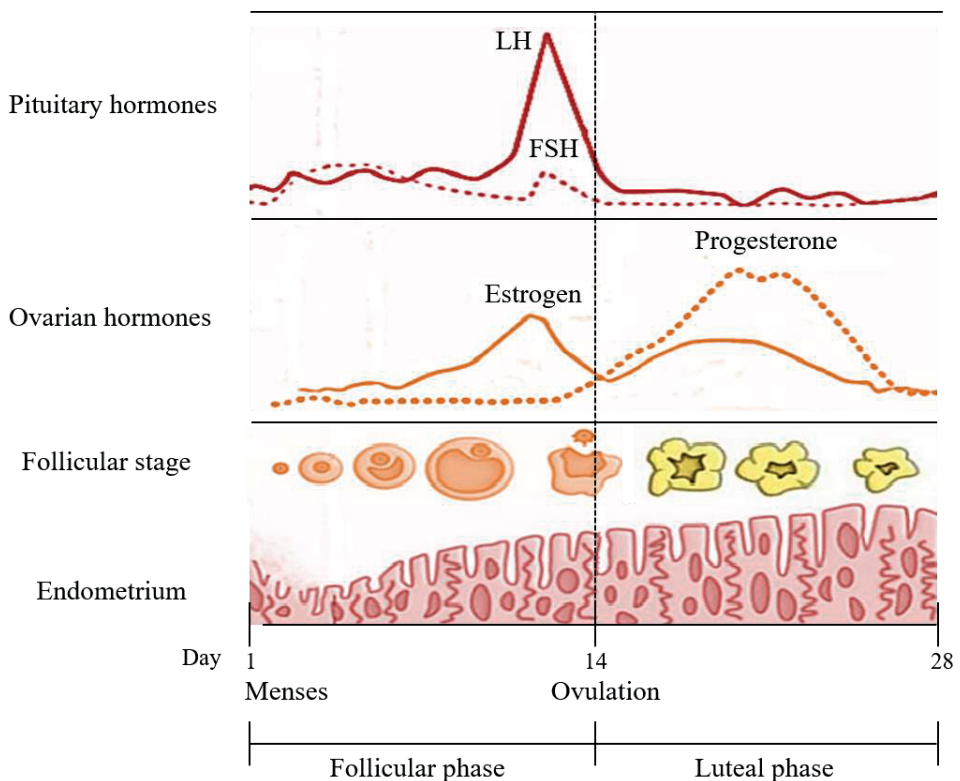 LH
Pituitary hormones
FSH
Progesterone
Estrogen
Ovarian hormones
Follicular stage
Endometrium
Day 1 14 28
Menses Ovulation
Follicular phase Luteal phase